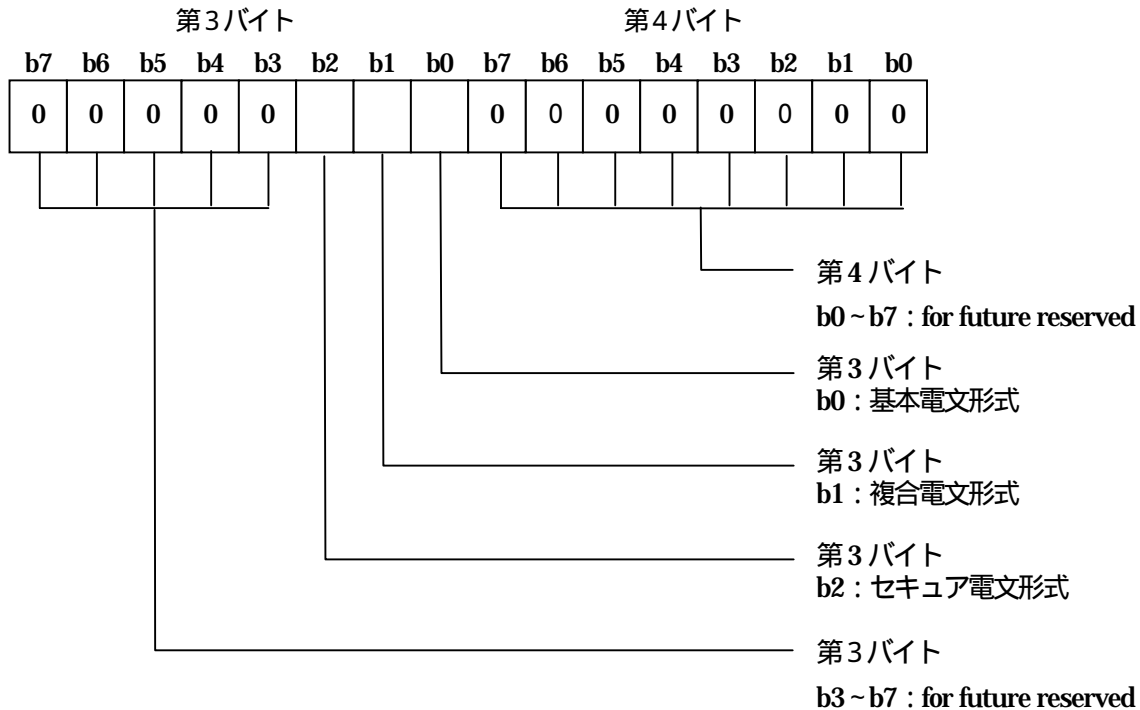 第3バイト 第4バイト
b7 b6 b5 b4 b3 b2 b1 b0 b7 b6 b5 b4 b3 b2 b1 b0
0 0 0 0 0 0 0 0 0 0 0 0 0
第4バイト
b0~b7：for future reserved
第3バイト
b0：基本電文形式
第3バイト
b1：複合電文形式
第3バイト
b2：セキュア電文形式
第3バイト
b3~b7：for future reserved